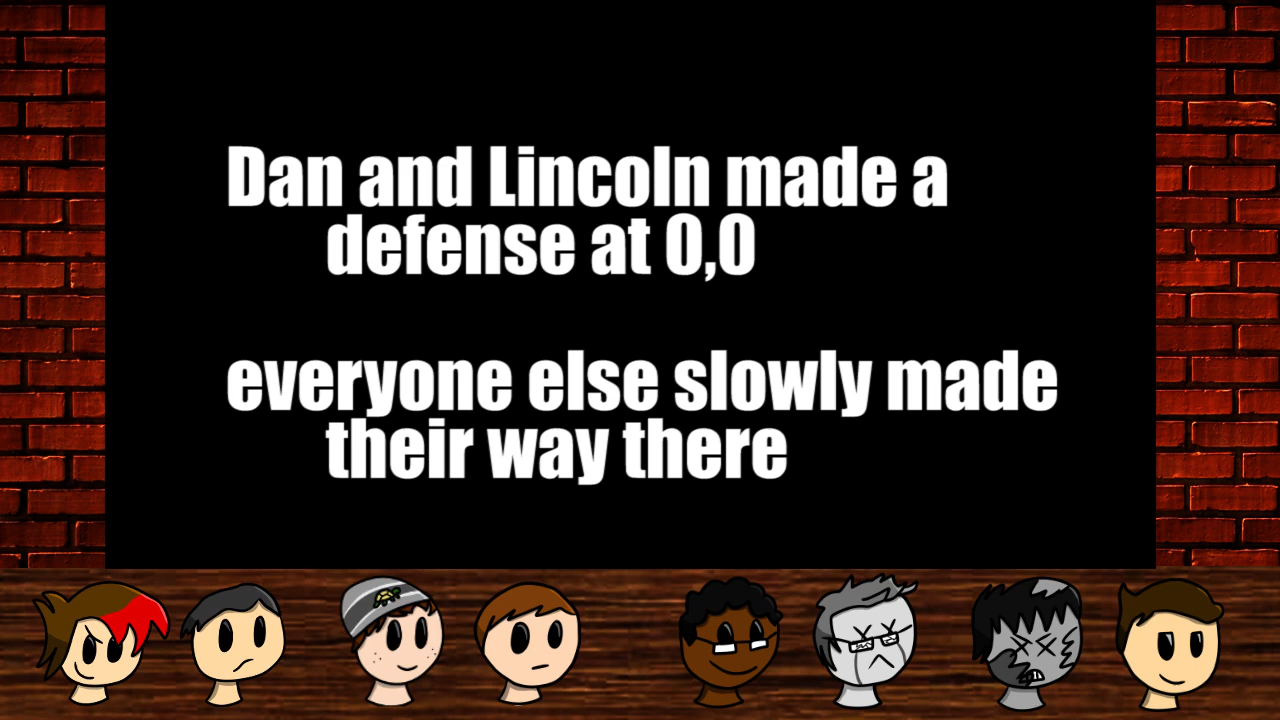 Dan and Lincoln made a
defense at 0,0
everyone else slowly made
their way there